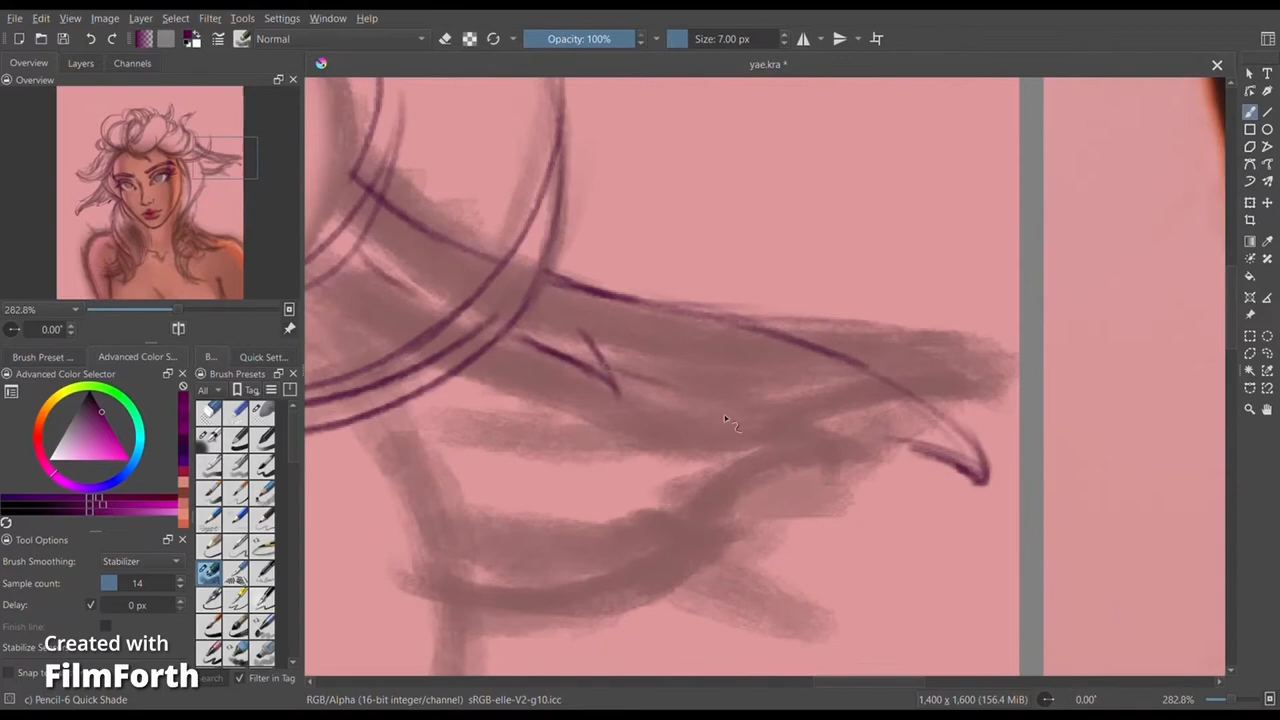 File Edit View Image Layer Select Filter Tools Settings Window Help
Normal Opacity: 100% Size: 7.00 px
Overview Layers Channels
yae.kra *
Overview
282.8%
0.00°
Brush Preset ... Advanced Color S... B... Quick Sett...
Advanced Color Selector Brush Presets
All Tag
Tool Options
Brush Smoothing: Stabilizer
Sample count: 14
Delay: 0 px
Finish line:
Stabilize
Snap
Created with
FilmForth
Filter in Tag
c) Pencil-6 Quick Shade RGB/Alpha (16-bit integer/channel) sRGB-elle-V2-g10.icc 1,400 x 1,600 (156.4 MiB) 0.00° 282.8%